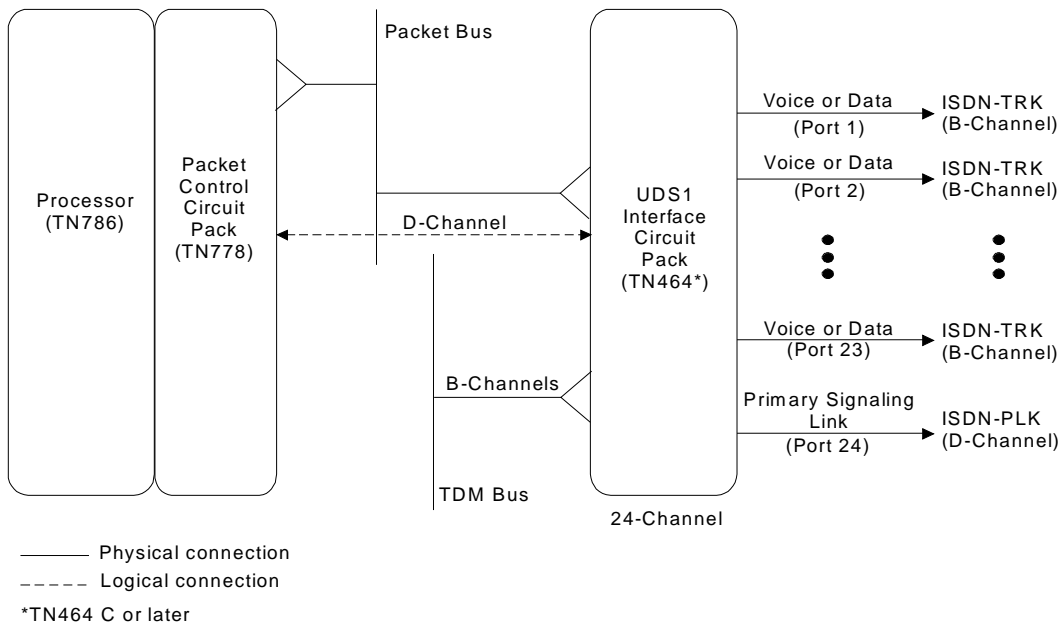 Processor
(TN786)
Packet
Control
Circuit
Pack
(TN778)
Packet Bus
D-Channel
B-Channels
TDM Bus
UDS1
Interface
Circuit
Pack
(TN464*)
24-Channel
Voice or Data
(Port 1)
ISDN-TRK
(B-Channel)
Voice or Data
(Port 2)
ISDN-TRK
(B-Channel)
Voice or Data
(Port 23)
ISDN-TRK
(B-Channel)
Primary Signaling
Link
(Port 24)
ISDN-PLK
(D-Channel)
Physical connection
Logical connection
*TN464 C or later